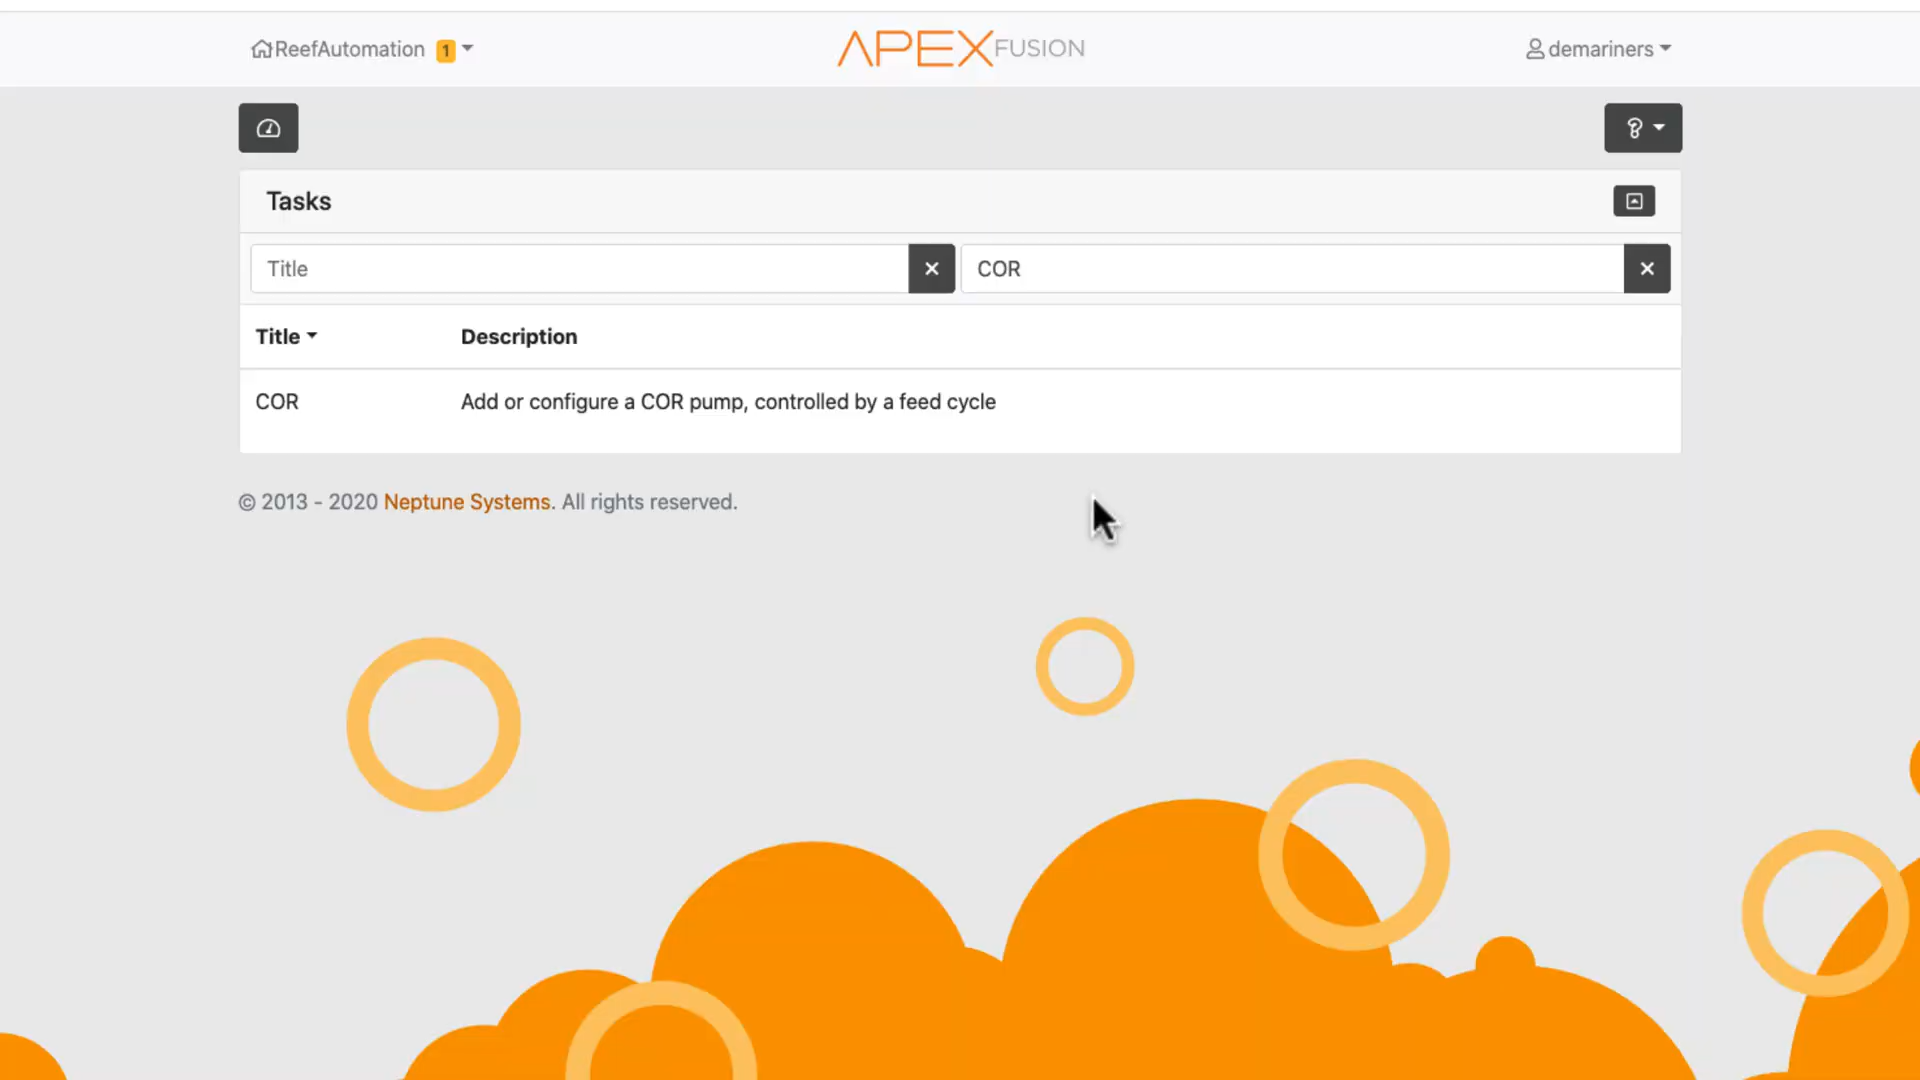 ReefAutomation 1
APEX FUSION
demariners
Tasks
Title
COR
Title Description
COR Add or configure a COR pump, controlled by a feed cycle
© 2013 - 2020 Neptune Systems. All rights reserved.